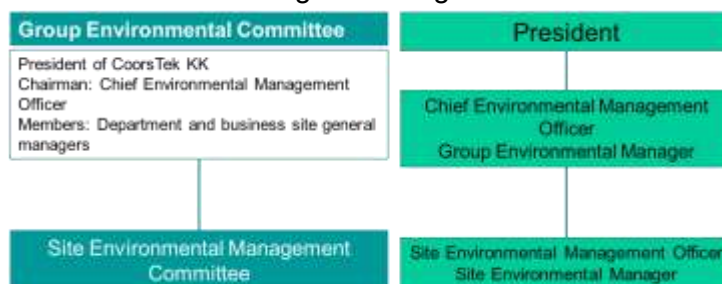 Group Environmental Committee
President of CoorsTek KK
Chairman: Chief Environmental Management
Officer
Members: Department and business site general
managers
Site Environmental Management
Committee
President
Chief Environmental Management
Officer
Group Environmental Manager
Site Environmental Management Officer
Site Environmental Manager